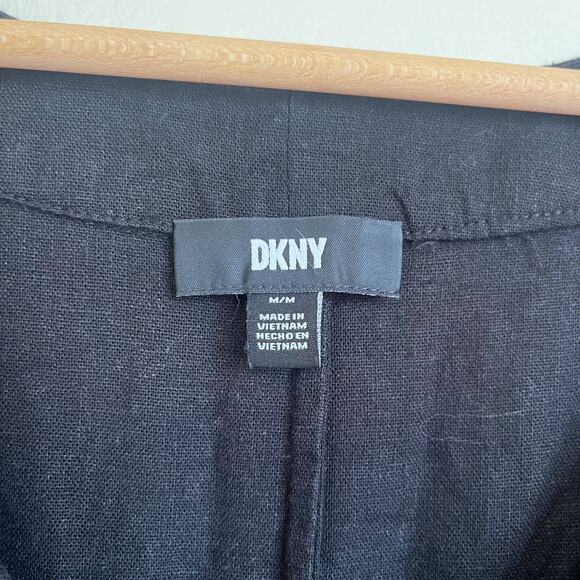 DKNY
M/M
MADE IN
VIETNAM
HECHO EN
VIETNAM